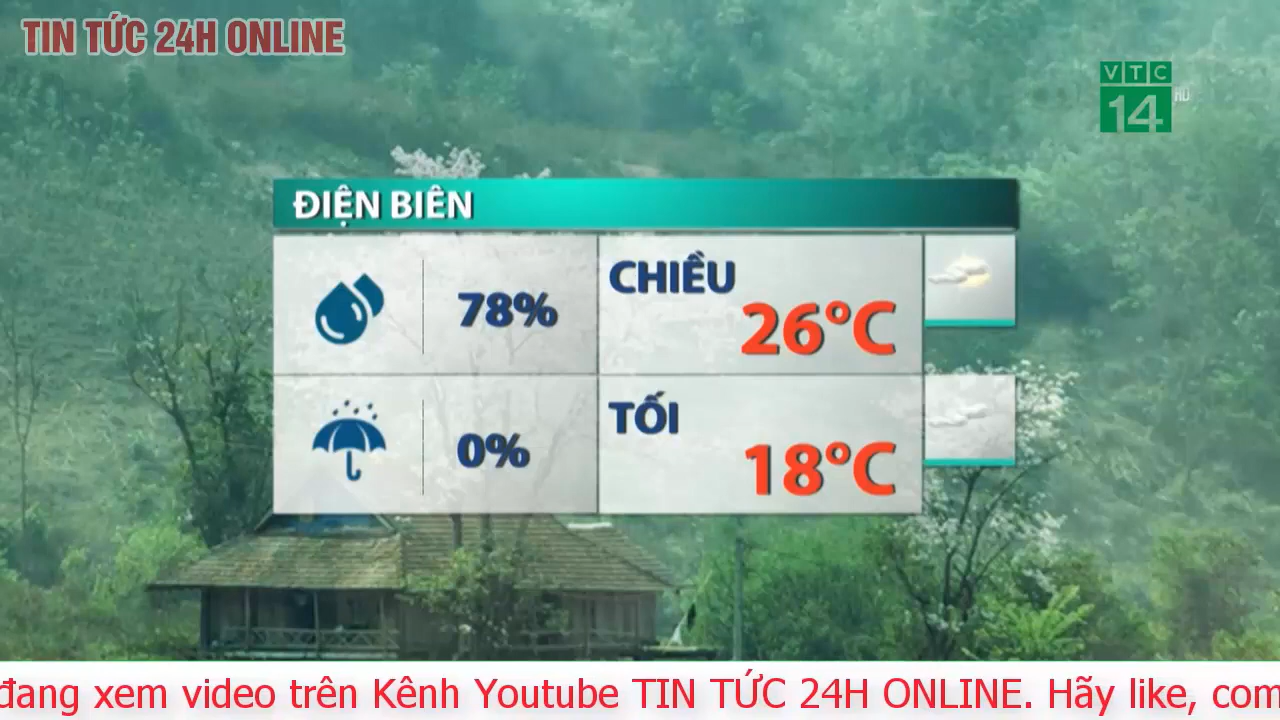 TIN TỨC 24H ONLINE
VTC
14 HD
ĐIỆN BIÊN
78%
CHIỀU
26°C
0%
TỐI
18°C
đang xem video trên Kênh Youtube TIN TỨC 24H ONLINE. Hãy like, com